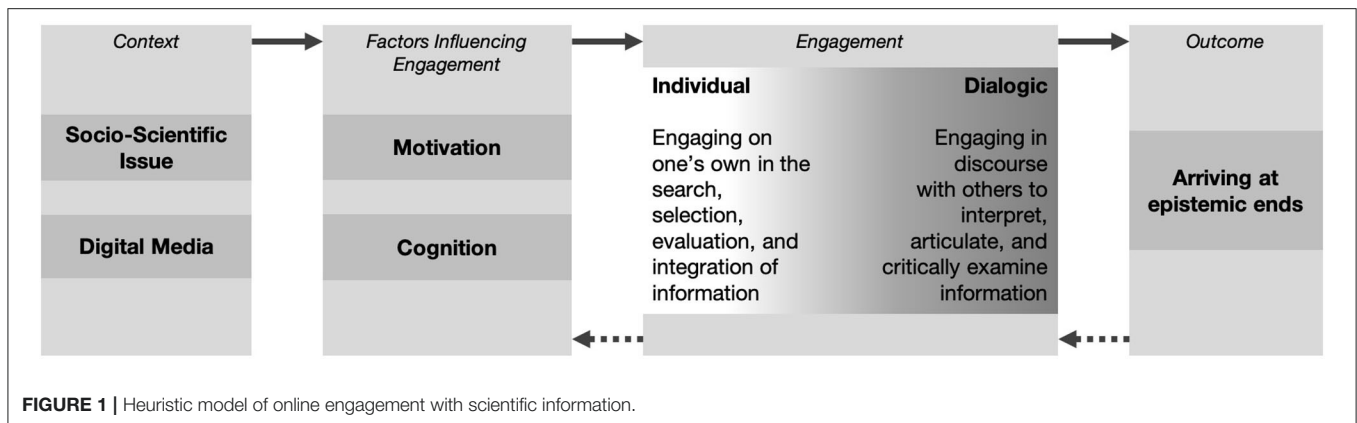 Context
Factors Influencing
Engagement
Engagement
Outcome
Socio-Scientific
Issue
Digital Media
Motivation
Cognition
Individual
Engaging on
one's own in the
search,
selection,
evaluation, and
integration of
information
Dialogic
Engaging in
discourse
with others to
interpret,
articulate, and
critically examine
information
Arriving at
epistemic ends
FIGURE 1 | Heuristic model of online engagement with scientific information.